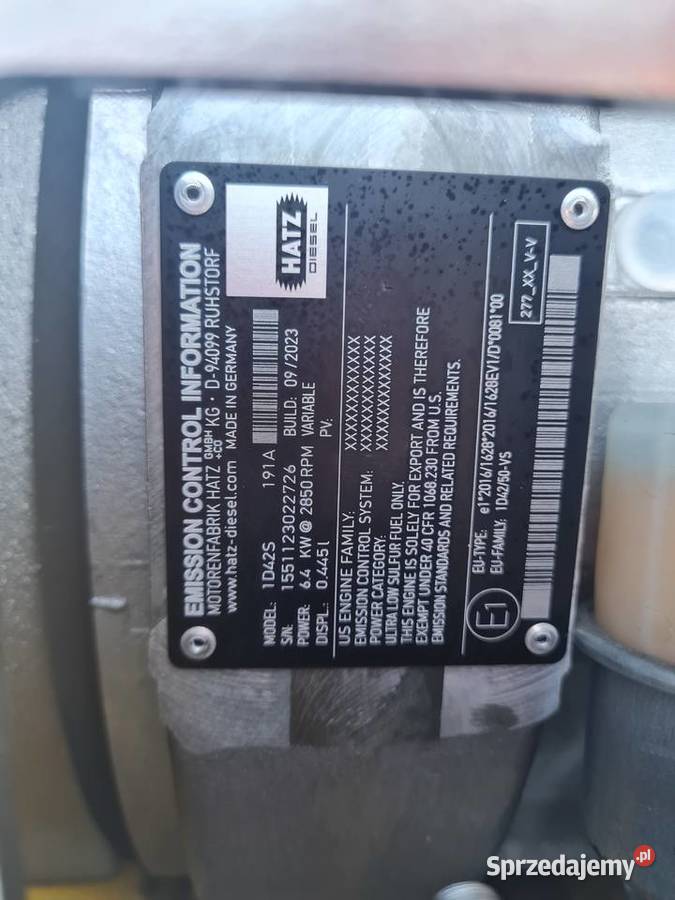 EMISSION CONTROL INFORMATION
MOTORENFABRIK HATZ GMBH +CO KG · D-94099 RUHSTORF
www.hatz-diesel.com MADE IN GERMANY
HATZ
DIESEL
MODEL: 1D42S 191A
S/N: 1551123022726 BUILD: 09/2023
POWER: 6.4 KW @ 2850 RPM VARIABLE
DISPL.: 0.445 l PV:
US ENGINE FAMILY: XXXXXXXXXXXX
EMISSION CONTROL SYSTEM: XXXXXXXXXXXX
POWER CATEGORY: XXXXXXXXXXXX
ULTRA LOW SULFUR FUEL ONLY.
THIS ENGINE IS SOLELY FOR EXPORT AND IS THEREFORE
EXEMPT UNDER 40 CFR 1068.230 FROM U.S.
EMISSION STANDARDS AND RELATED REQUIREMENTS.
E1
EU-TYPE: e1*2016/1628*2016/1628EV1/D*0081*00
EU-FAMILY: 1D42/50-VS
277_XX_V-V
Sprzedajemy.pl